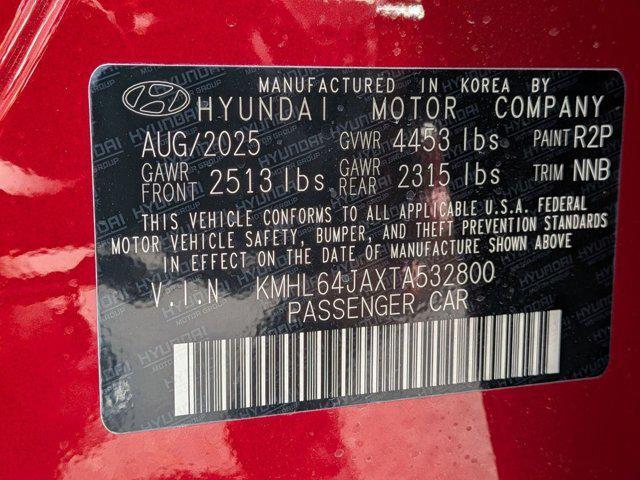 MANUFACTURED IN KOREA BY
HYUNDAI MOTOR COMPANY
AUG/2025 GVWR 4453 lbs PAINT R2P
GAWR FRONT 2513 lbs GAWR REAR 2315 lbs TRIM NNB
THIS VEHICLE CONFORMS TO ALL APPLICABLE U.S.A. FEDERAL
MOTOR VEHICLE SAFETY, BUMPER, AND THEFT PREVENTION STANDARDS
IN EFFECT ON THE DATE OF MANUFACTURE SHOWN ABOVE
V.I.N. KMHL64JAXTA532800
PASSENGER CAR